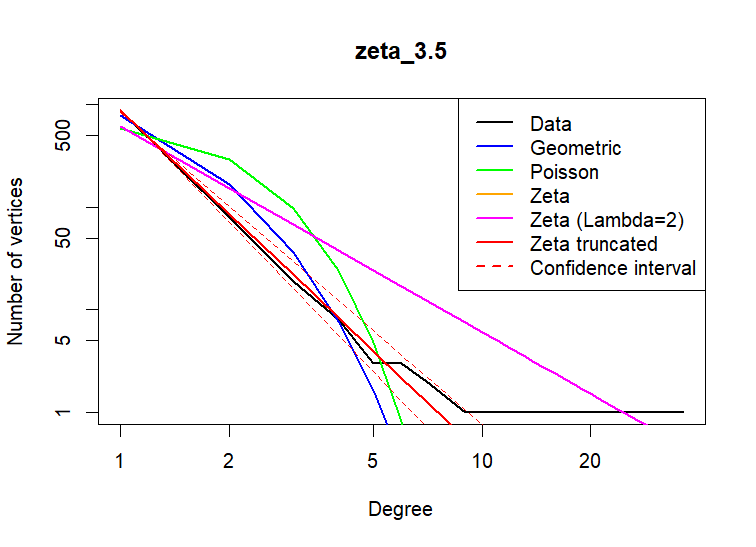 zeta_3.5
Number of vertices
500
50
5
1
Data
Geometric
Poisson
Zeta
Zeta (Lambda=2)
Zeta truncated
Confidence interval
1 2 5 10 20
Degree